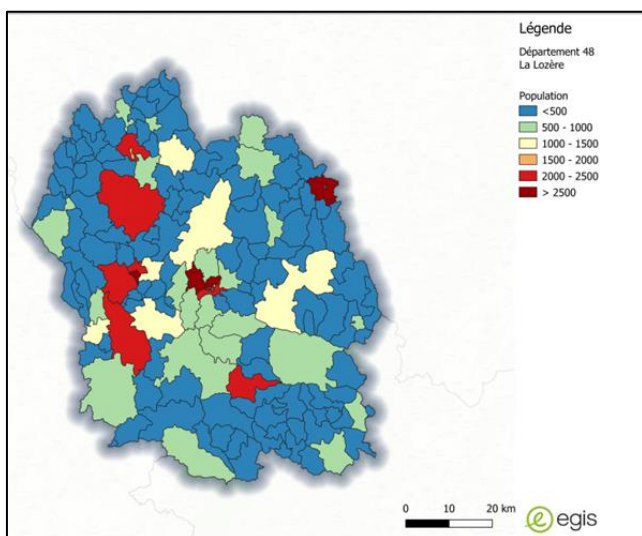 Légende
Département 48
La Lozère
Population
<500
500 - 1000
1000 - 1500
1500 - 2000
2000 - 2500
> 2500
0 10 20 km
egis